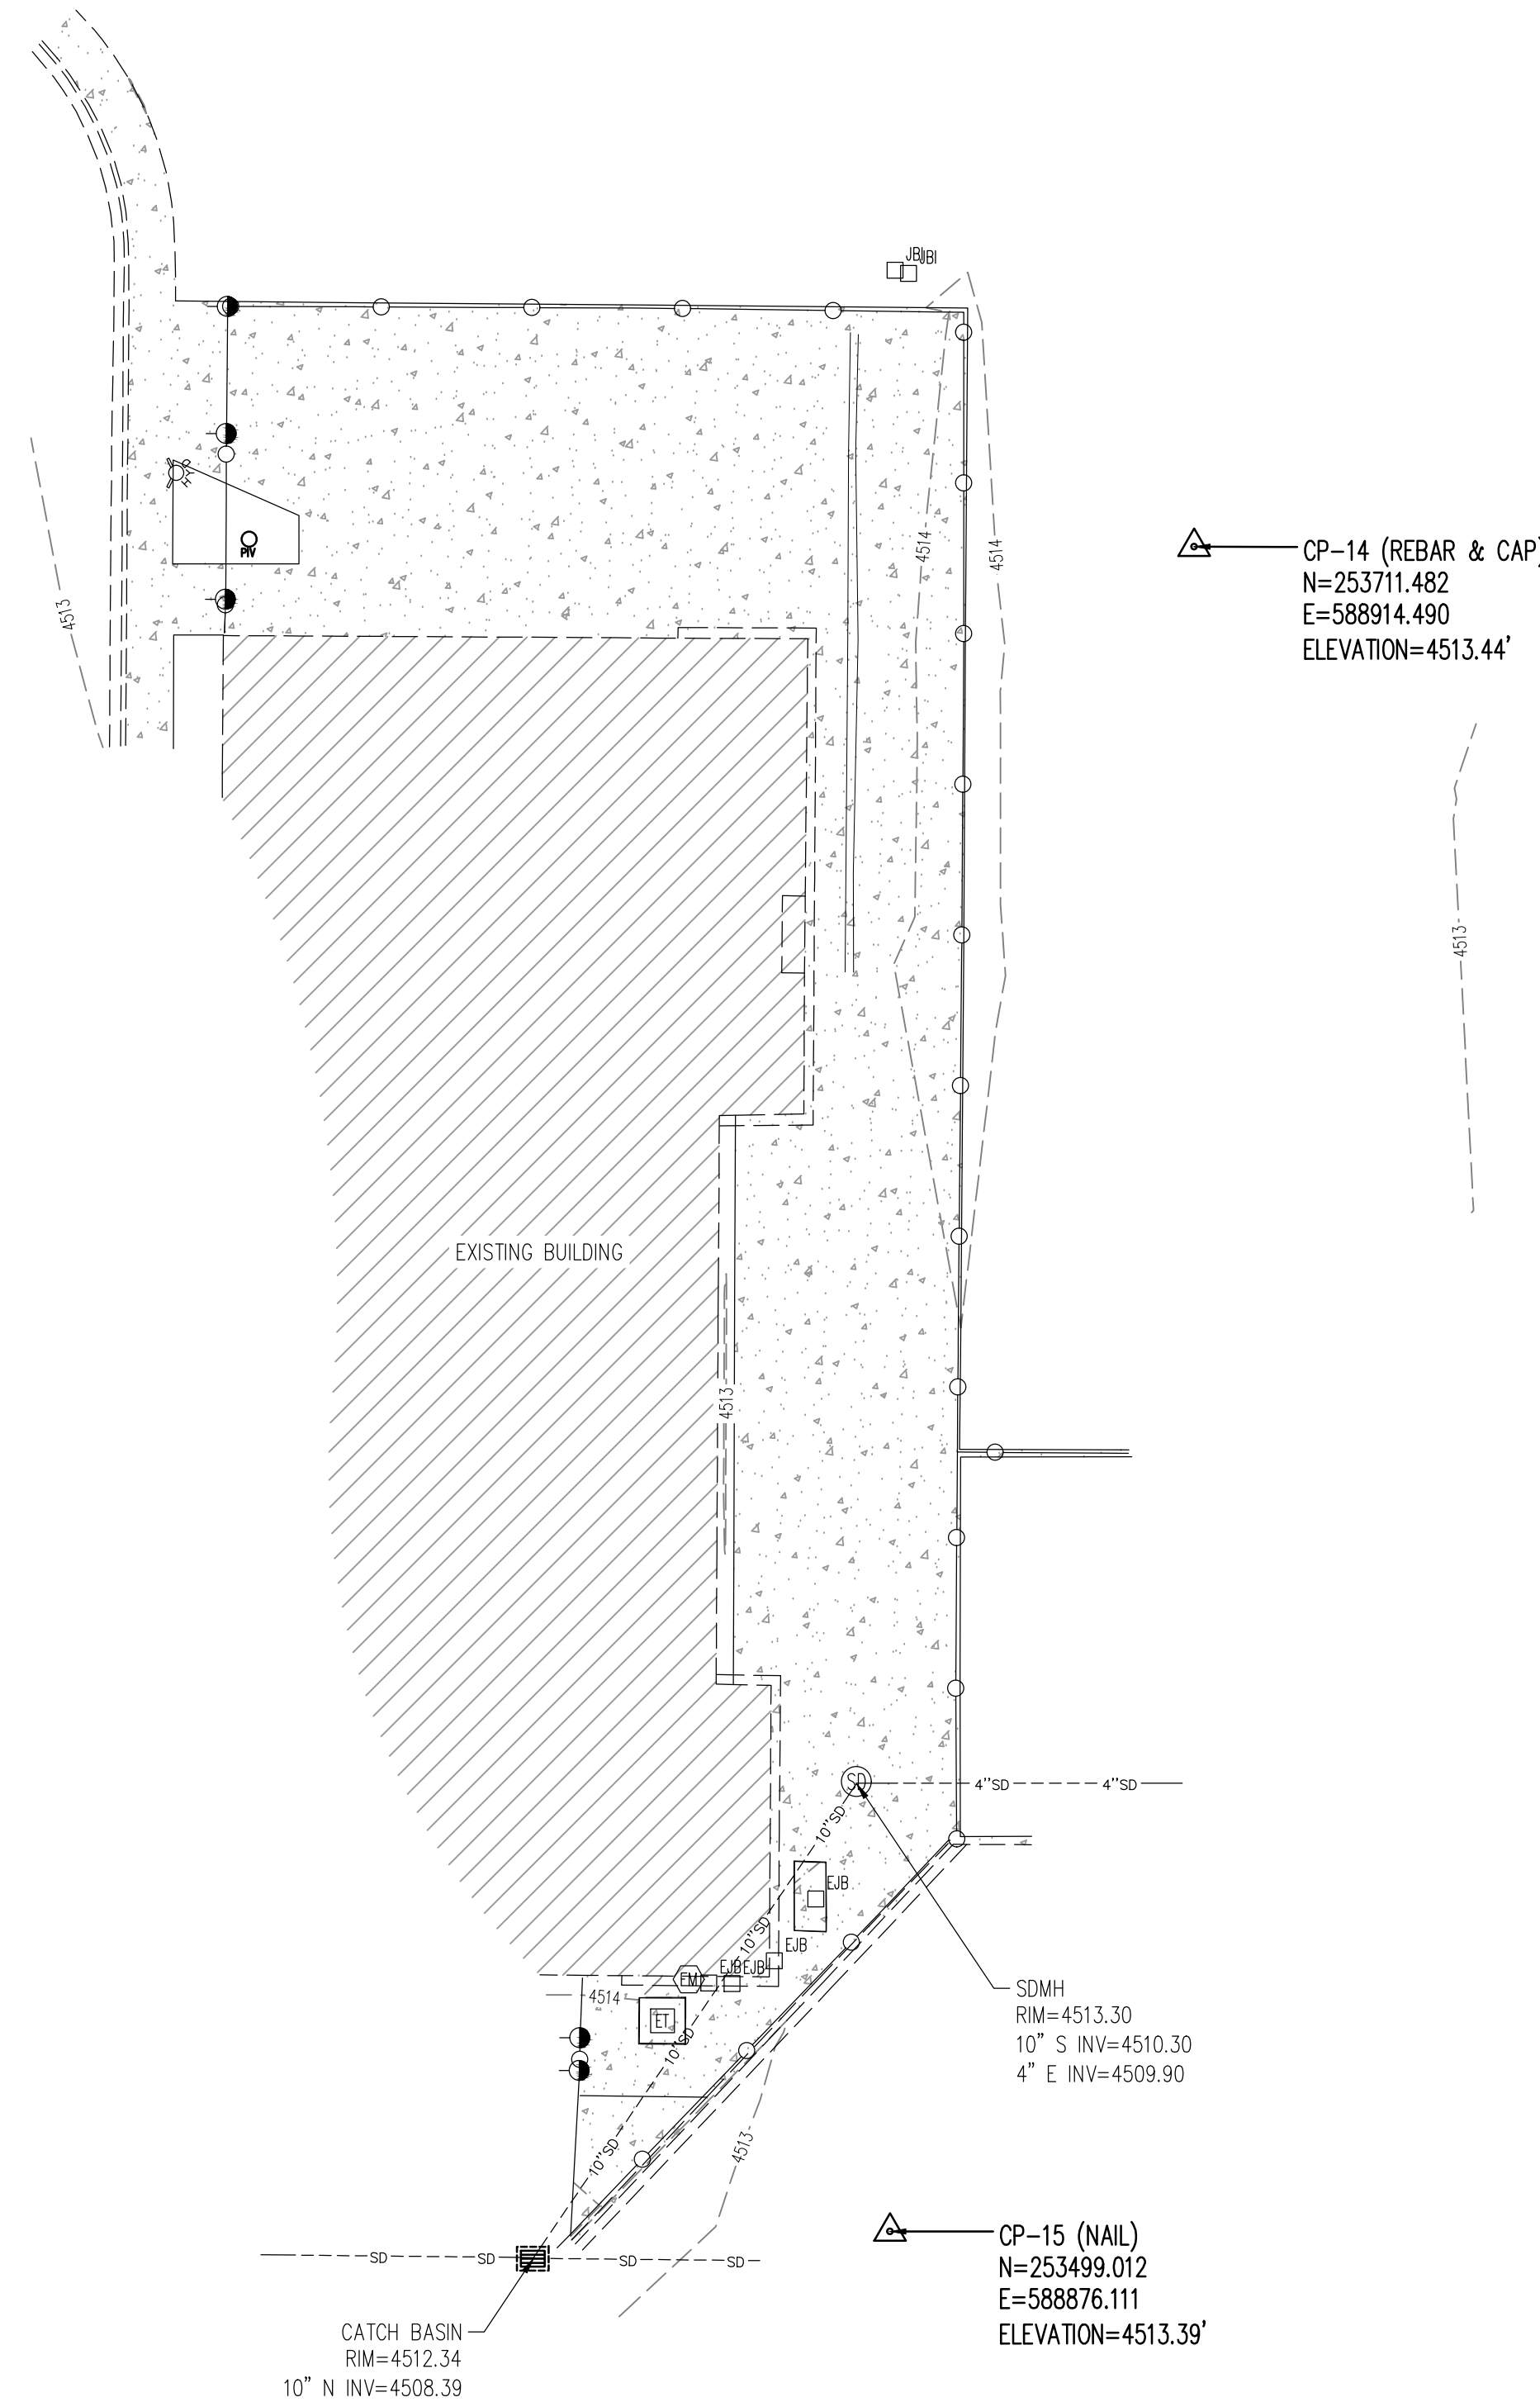 JBI
JBI
HYD
PIV
4513
4514
4514
CP-14 (REBAR & CAP)
N=253711.482
E=588914.490
ELEVATION=4513.44'
4513
EXISTING BUILDING
4513
SD
4"SD
4"SD
10"SD
EJB
10"SD
EJB
EJB
EJB
EM
4514
ET
10"SD
SDMH
RIM=4513.30
10" S INV=4510.30
4" E INV=4509.90
4513
10"SD
CP-15 (NAIL)
N=253499.012
E=588876.111
ELEVATION=4513.39'
SD
SD
SD
SD
CATCH BASIN
RIM=4512.34
10" N INV=4508.39